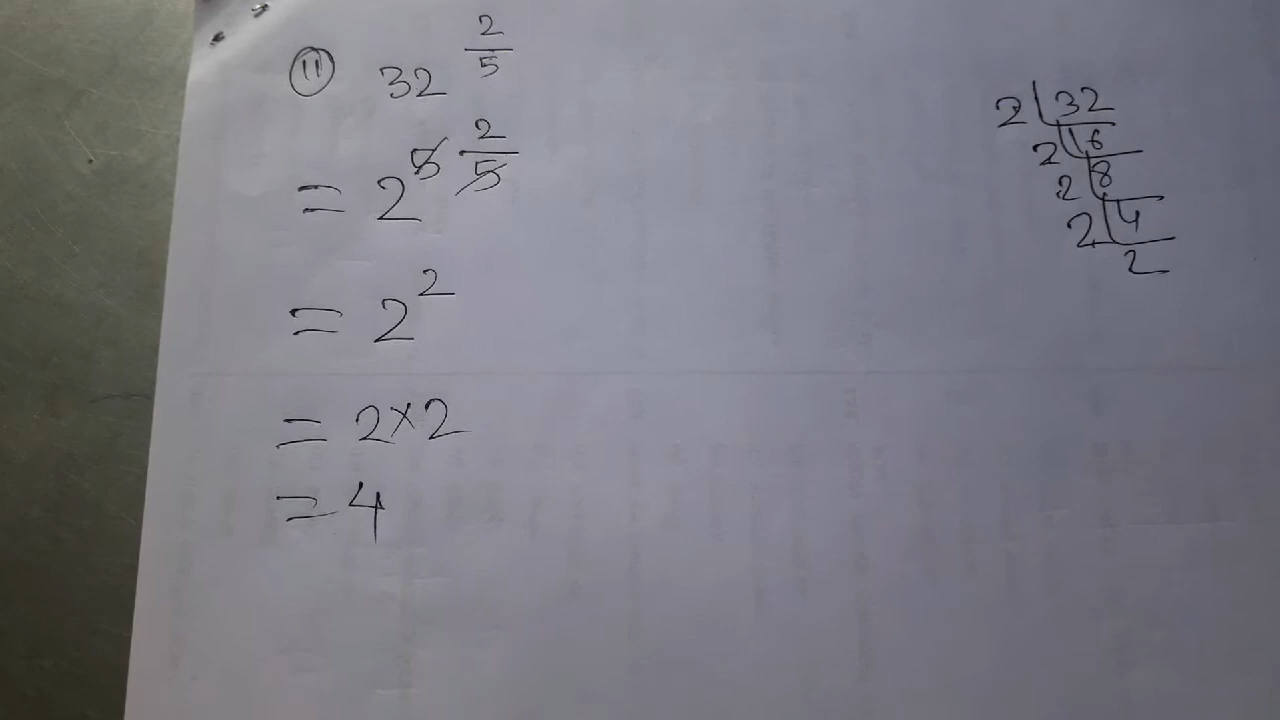 (11) 32^(2/5)
= 2^(5 × 2/5)
= 2^2
= 2×2
= 4
2 | 32
2 | 16
2 | 8
2 | 4
2